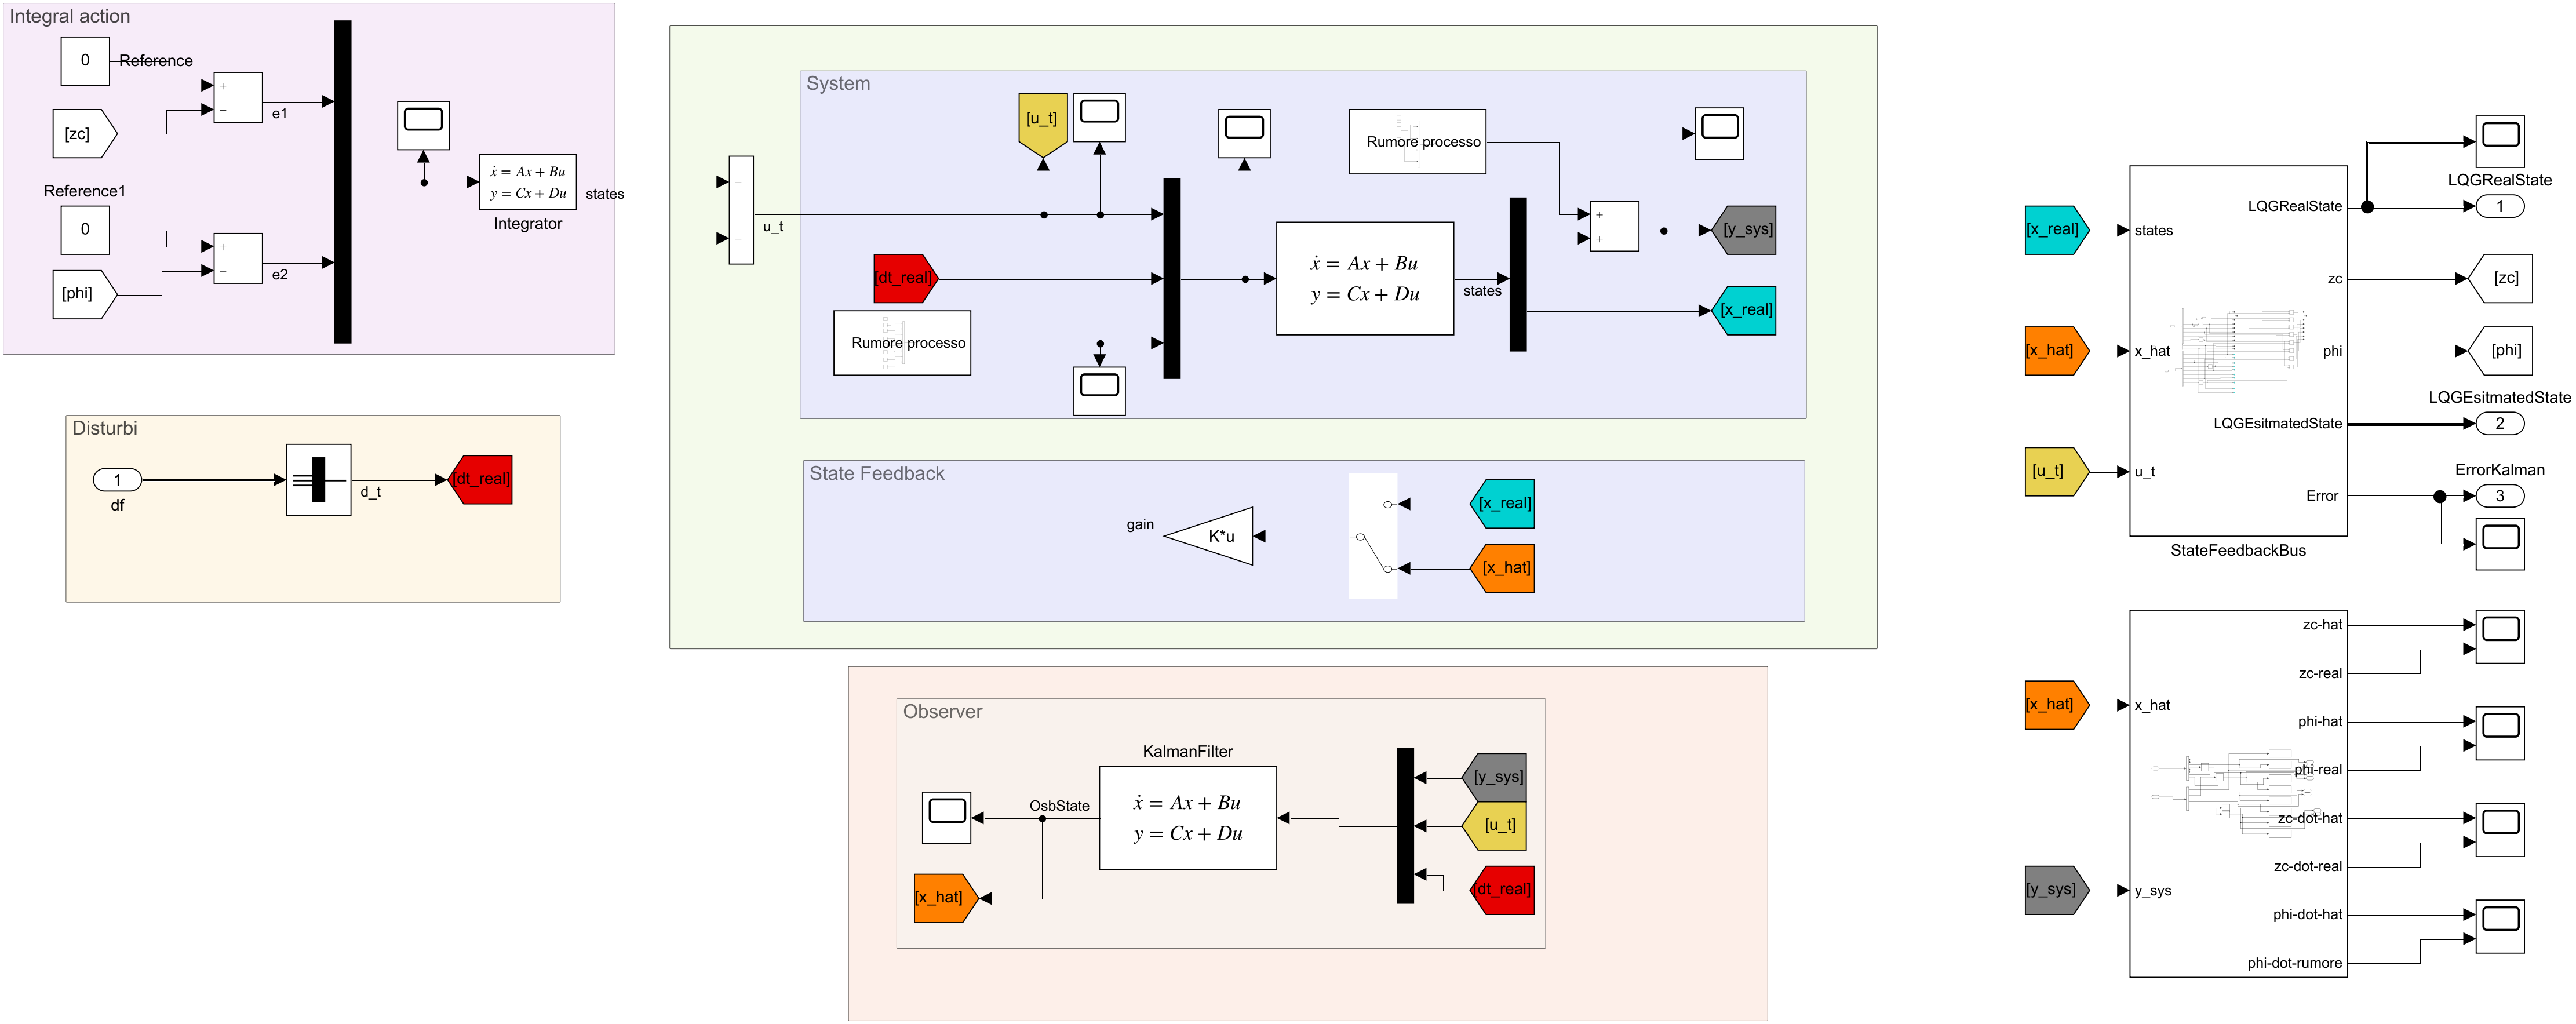 Integral action
0
Reference
+
−
e1
[zc]
Reference1
0
+
−
e2
[phi]
ẋ = Ax + Bu
y = Cx + Du
Integrator
states
Disturbi
1
df
d_t
[dt_real]
−
−
u_t
System
[u_t]
[dt_real]
Rumore processo
ẋ = Ax + Bu
y = Cx + Du
states
Rumore processo
+
+
[y_sys]
[x_real]
State Feedback
gain
K*u
[x_real]
[x_hat]
Observer
KalmanFilter
OsbState
ẋ = Ax + Bu
y = Cx + Du
[x_hat]
[y_sys]
[u_t]
[dt_real]
[x_real]
[x_hat]
[u_t]
states
x_hat
u_t
LQGRealState
zc
phi
LQGEsitmatedState
Error
StateFeedbackBus
LQGRealState
1
[zc]
[phi]
LQGEsitmatedState
2
ErrorKalman
3
[x_hat]
[y_sys]
x_hat
y_sys
zc-hat
zc-real
phi-hat
phi-real
zc-dot-hat
zc-dot-real
phi-dot-hat
phi-dot-rumore